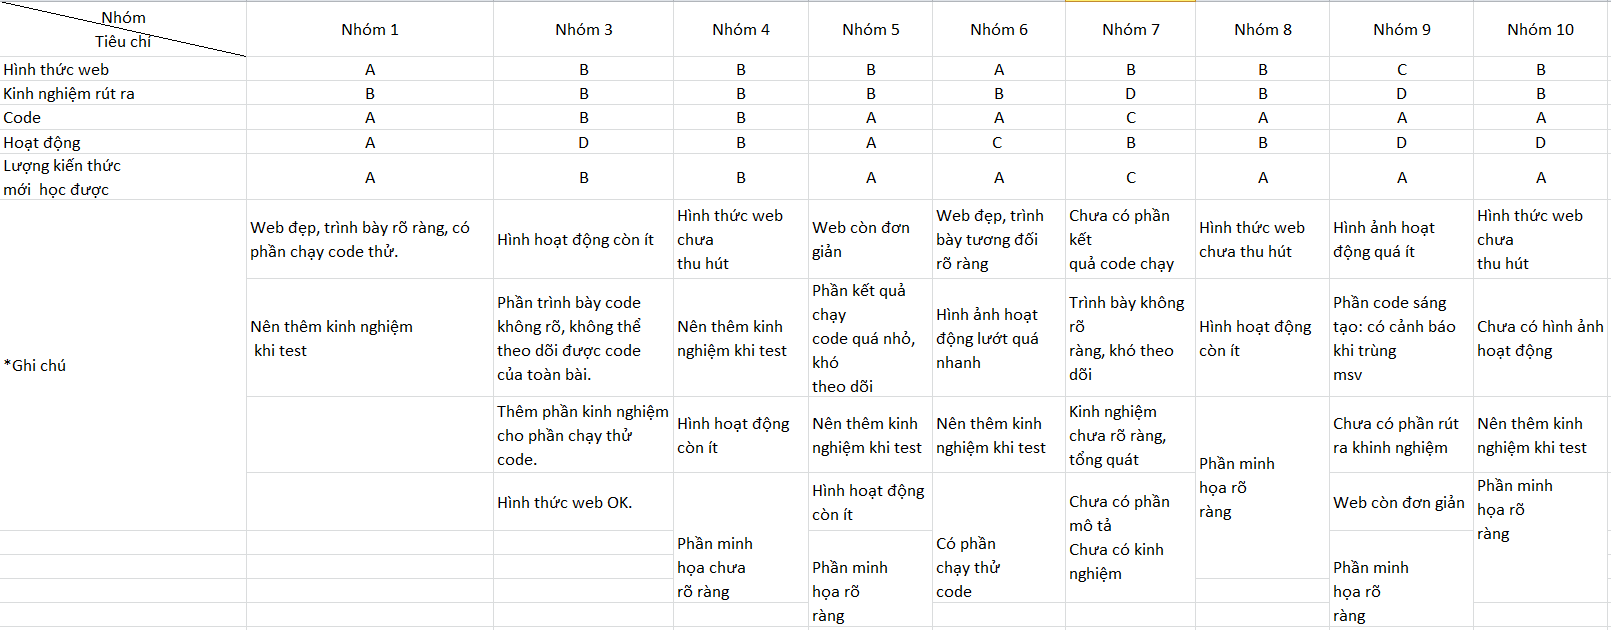 Nhóm
Tiêu chí
Nhóm 1
Nhóm 3
Nhóm 4
Nhóm 5
Nhóm 6
Nhóm 7
Nhóm 8
Nhóm 9
Nhóm 10
Hình thức web
A
B
B
B
A
B
B
C
B
Kinh nghiệm rút ra
B
B
B
B
B
D
B
D
B
Code
A
B
B
A
A
C
A
A
A
Hoạt động
A
D
B
A
C
B
B
D
D
Lượng kiến thức
mới  học được
A
B
B
A
A
C
A
A
A
*Ghi chú
Web đẹp, trình bày rõ ràng, có
phần chạy code thử.
Hình hoạt động còn ít
Hình thức web
chưa
thu hút
Web còn đơn
giản
Web đẹp, trình
bày tương đối
rõ ràng
Chưa có phần
kết
quả code chạy
Hình thức web
chưa thu hút
Hình ảnh hoạt
động quá ít
Hình thức web
chưa
thu hút
Nên thêm kinh nghiệm
khi test
Phần trình bày code
không rõ, không thể
theo dõi được code
của toàn bài.
Nên thêm kinh
nghiệm khi test
Phần kết quả
chạy
code quá nhỏ,
khó
theo dõi
Hình ảnh hoạt
động lướt quá
nhanh
Trình bày không
rõ
ràng, khó theo
dõi
Hình hoạt động
còn ít
Phần code sáng
tạo: có cảnh báo
khi trùng
msv
Chưa có hình ảnh
hoạt động
Thêm phần kinh nghiệm
cho phần chạy thử
code.
Hình hoạt động
còn ít
Nên thêm kinh
nghiệm khi test
Nên thêm kinh
nghiệm khi test
Kinh nghiệm
chưa rõ ràng,
tổng quát
Phần minh
họa rõ
ràng
Chưa có phần rút
ra khinh nghiệm
Nên thêm kinh
nghiệm khi test
Hình thức web OK.
Phần minh
họa chưa
rõ ràng
Hình hoạt động
còn ít
Có phần
chạy thử
code
Chưa có phần
mô tả
Chưa có kinh
nghiệm
Web còn đơn giản
Phần minh
họa rõ
ràng
Phần minh
họa rõ
ràng
Phần minh
họa rõ
ràng